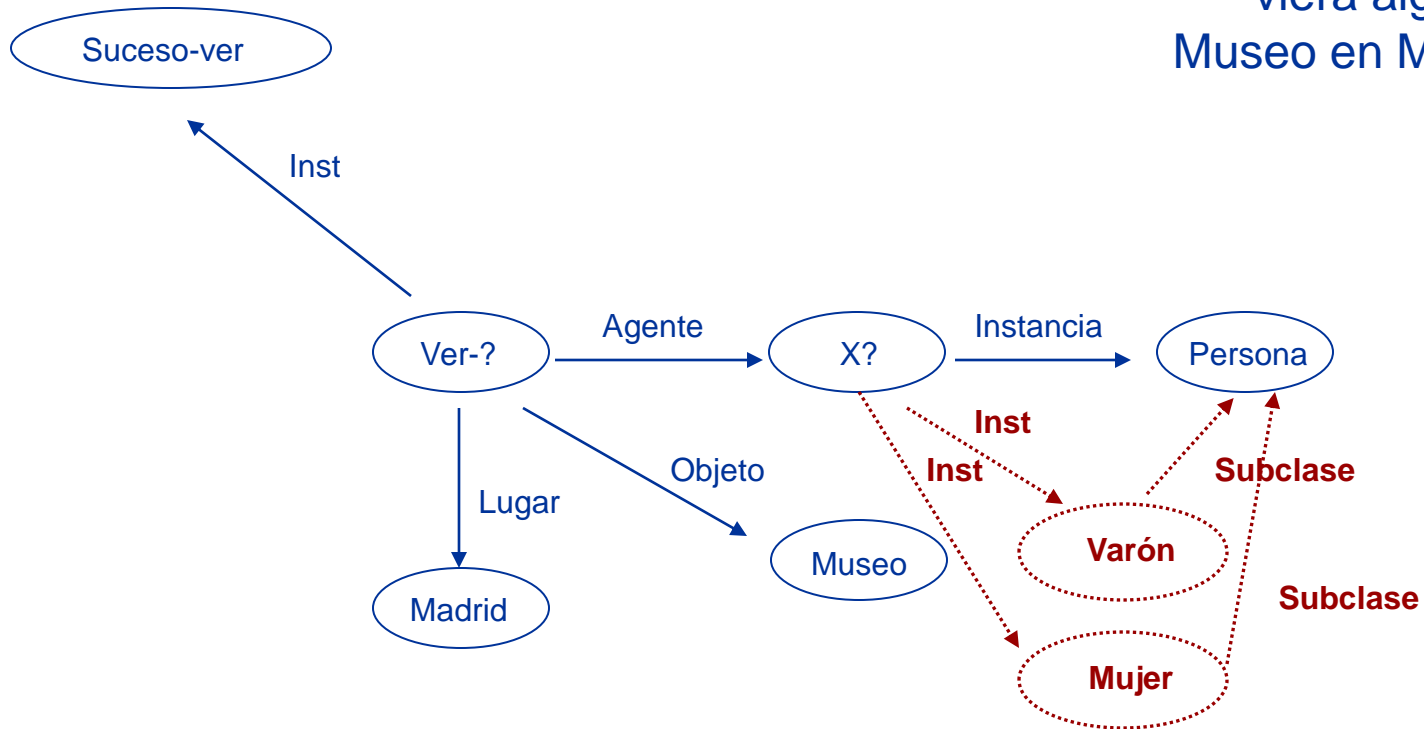 Museo en
Suceso-ver
Inst
Agente
Instancia
Ver-?
X?
Persona
Inst
Inst
Subclase
Objeto
Lugar
Varón
Museo
Madrid
Subclase
Mujer